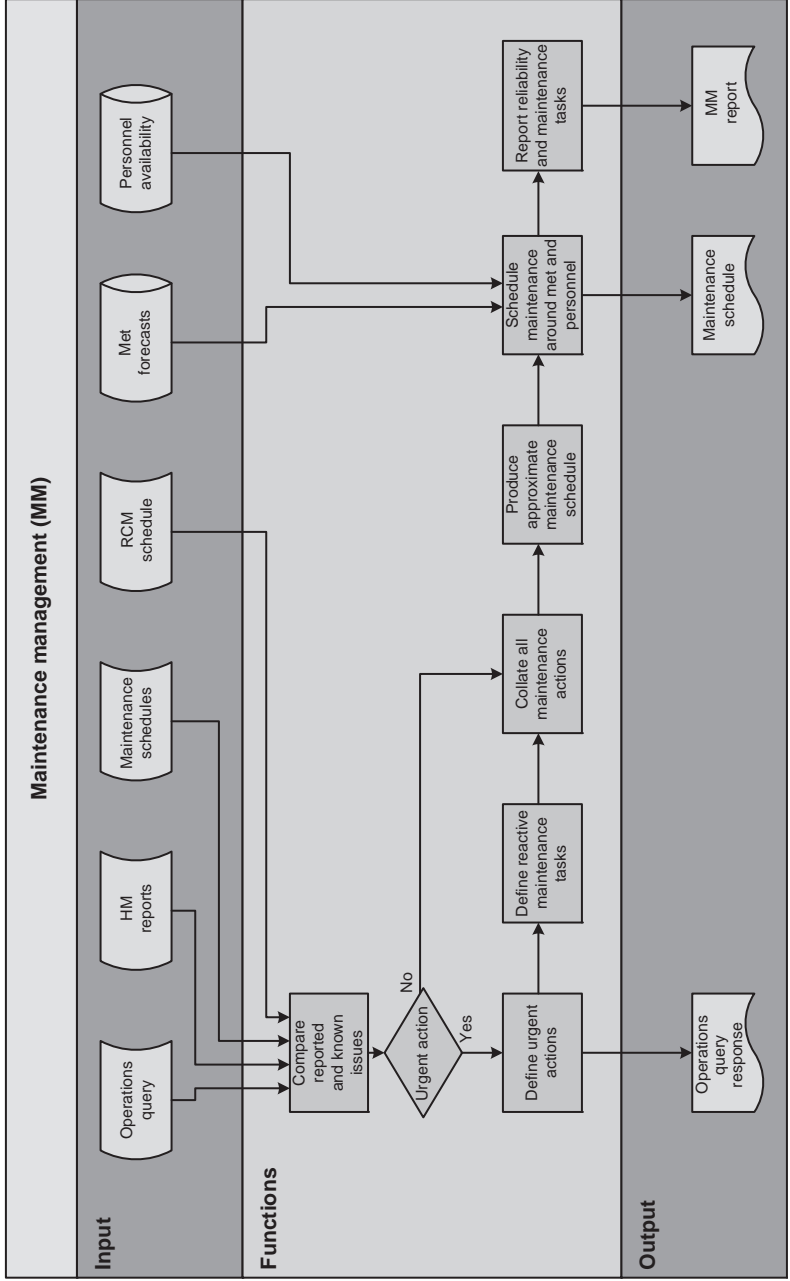 Maintenance management (MM)
Input
Operations
query
HM
reports
Maintenance
schedules
RCM
schedule
Met
forecasts
Personnel
availability
Functions
Compare
reported
and known
issues
Urgent action
No
Yes
Define urgent
actions
Define reactive
maintenance
tasks
Collate all
maintenance
actions
Produce
approximate
maintenance
schedule
Schedule
maintenance
around met and
personnel
Report reliability
and maintenance
tasks
Output
Operations
query
response
Maintenance
schedule
MM
report